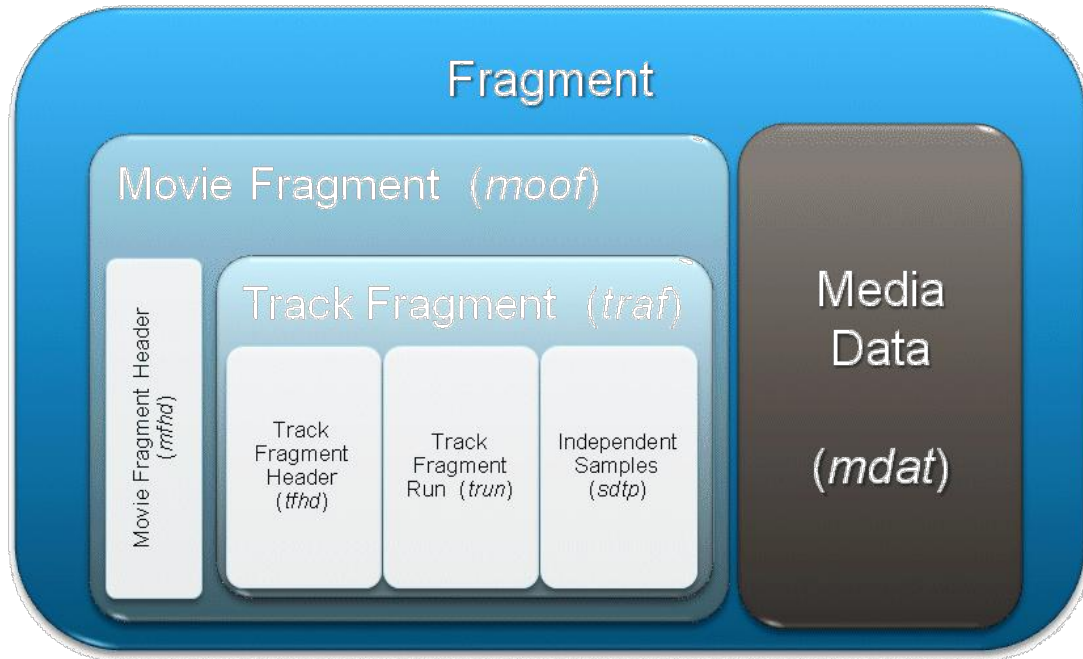 Fragment
Movie Fragment (moof)
Movie Fragment Header
(mfhd)
Track Fragment (traf)
Track
Fragment
Header
(tfhd)
Track
Fragment
Run (trun)
Independent
Samples
(sdtp)
Media
Data
(mdat)